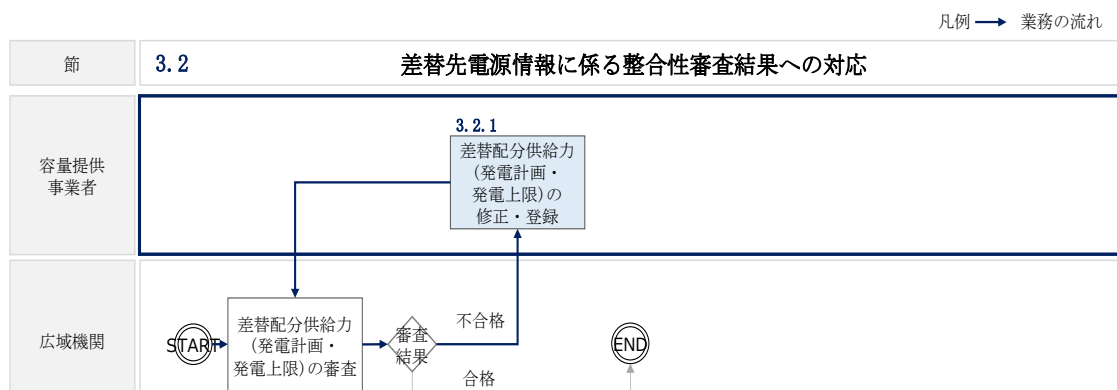 凡例 業務の流れ
節
3.2 差替先電源情報に係る整合性審査結果への対応
容量提供
事業者
3.2.1
差替配分供給力
(発電計画・
発電上限)の
修正・登録
広域機関
START
差替配分供給力
(発電計画・
発電上限)の審査
審査
結果
不合格
合格
END